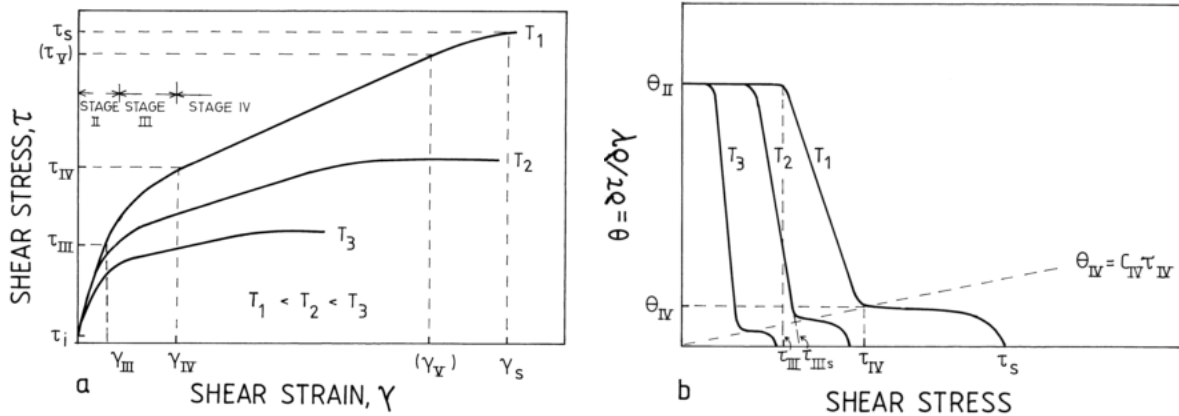 τs
(τV)
τIV
τIII
τi
SHEAR STRESS, τ
STAGE II
STAGE III
STAGE IV
T1
T2
T3
T1 < T2 < T3
γIII
γIV
(γV)
γs
a
SHEAR STRAIN, γ
θII
θIV
θ = ∂τ/∂γ
T3
T2
T1
θIV = CIV τIV
τIII
τIIIs
τIV
τs
b
SHEAR STRESS